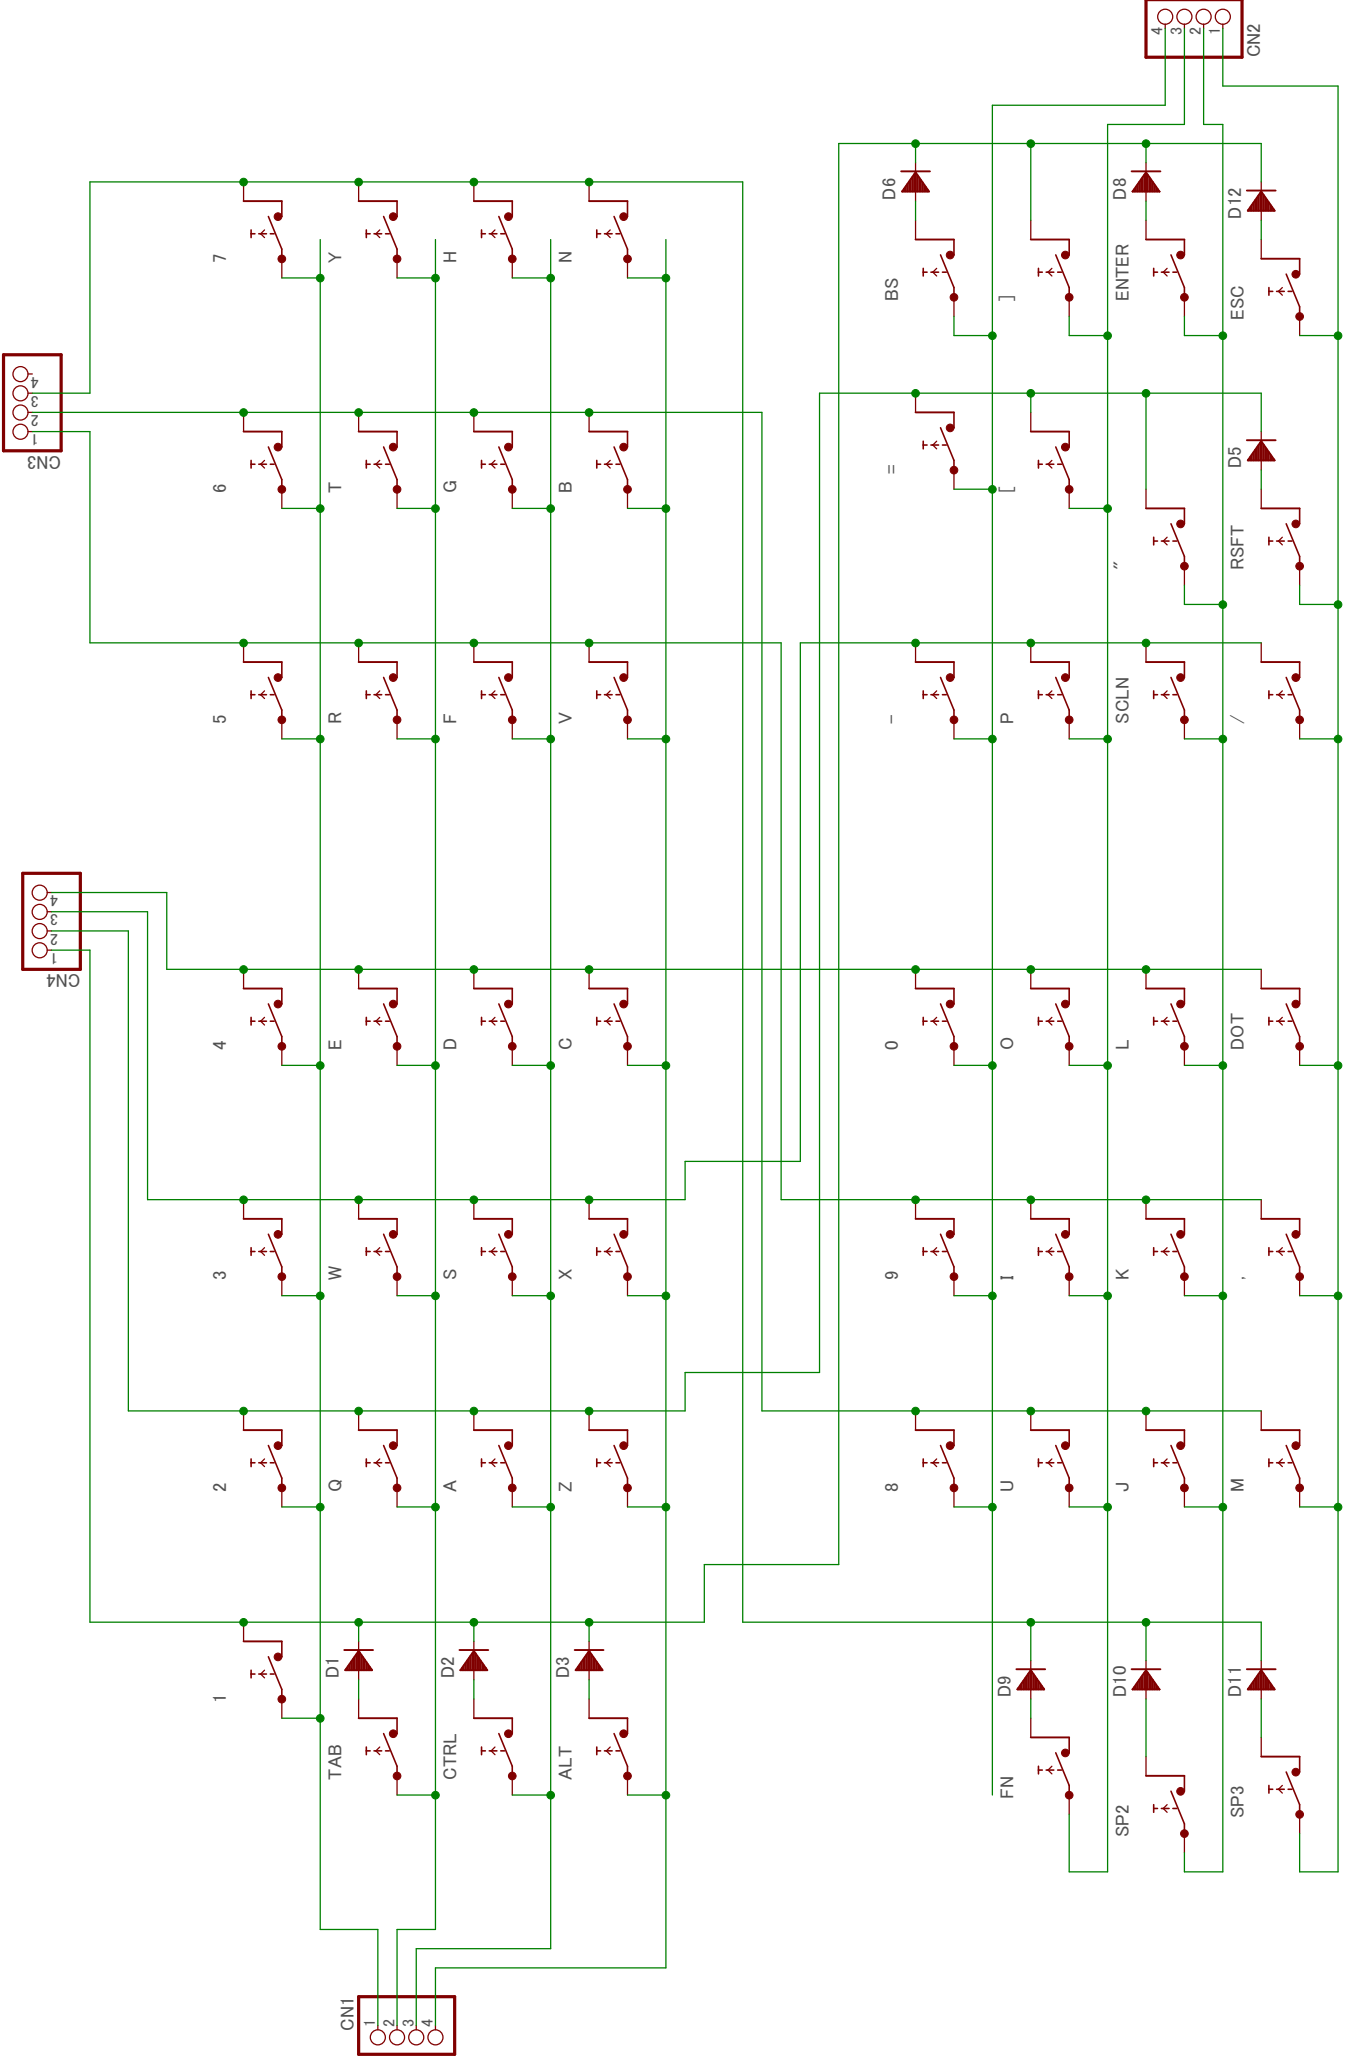 CN4
1
2
3
4
CN3
1
2
3
4
1
2
3
4
5
6
7
CN1
1
2
3
4
TAB
D1
Q
W
E
R
T
Y
CTRL
D2
A
S
D
F
G
H
ALT
D3
Z
X
C
V
B
N
8
9
0
-
=
BS
D6
FN
D9
U
I
O
P
[
]
SP2
D10
J
K
L
SCLN
"
ENTER
D8
SP3
D11
M
,
DOT
/
RSFT
D5
ESC
D12
CN2
4
3
2
1